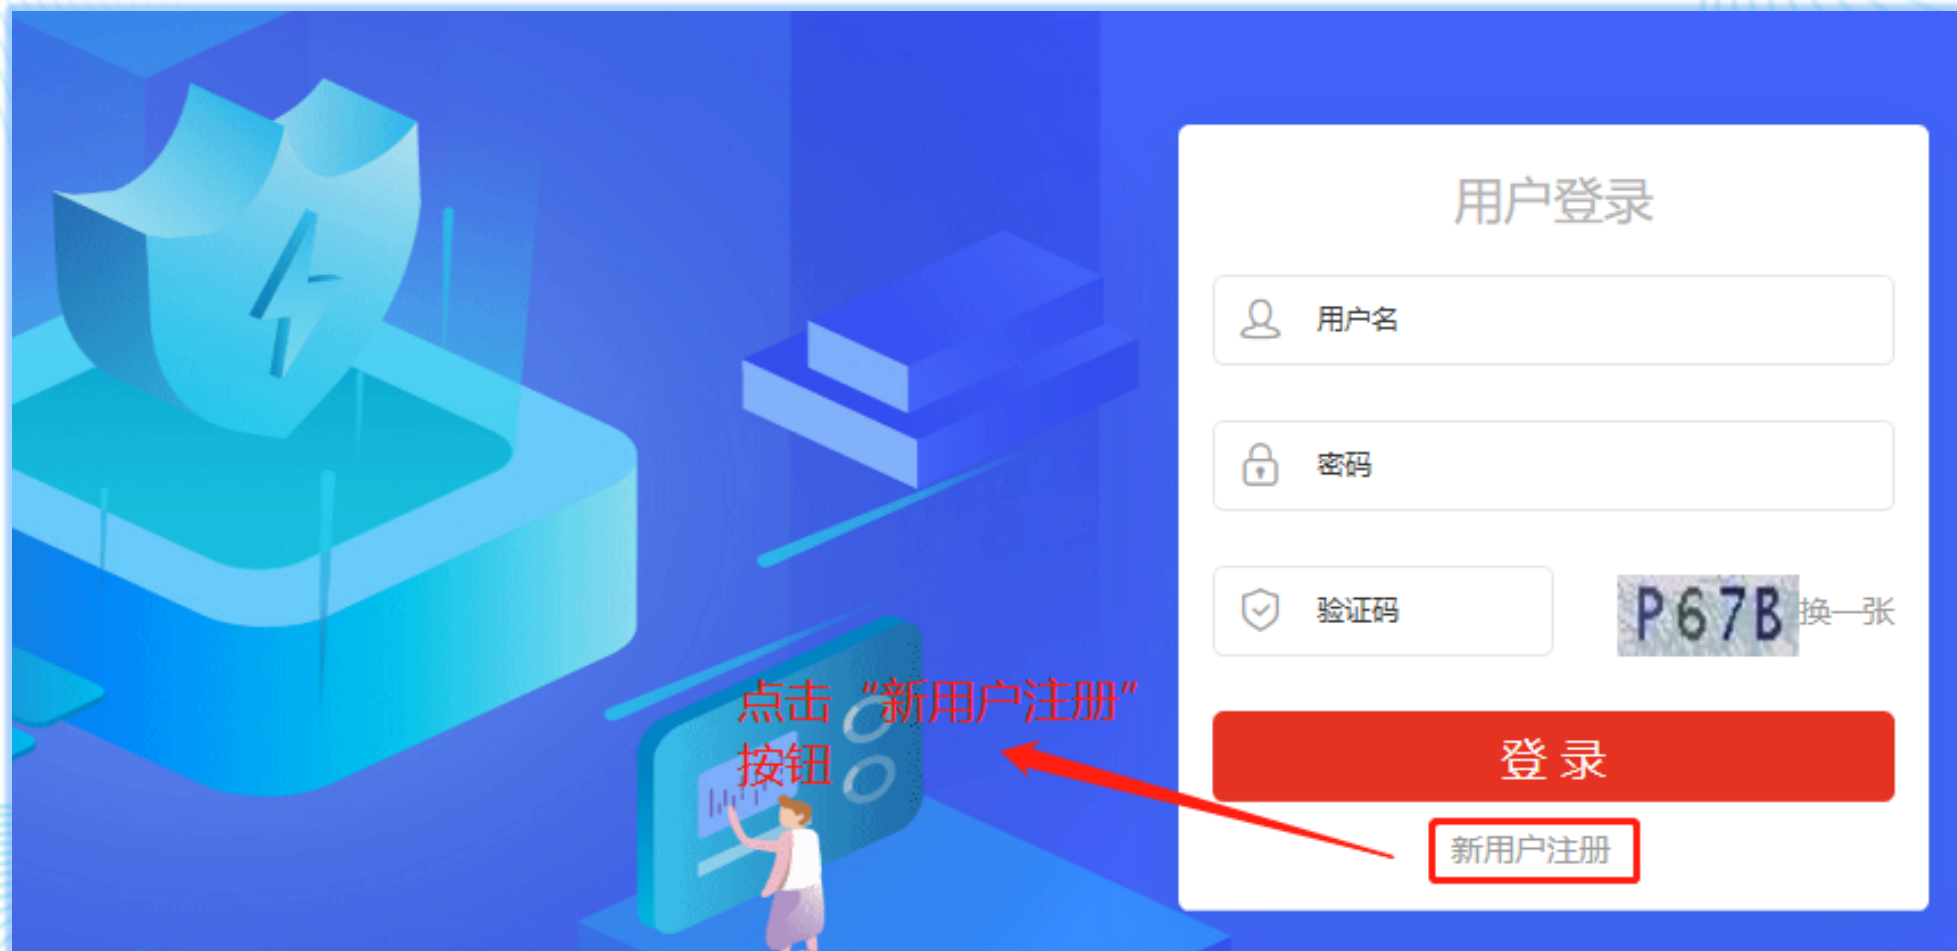 用户登录
用户名
密码
验证码
P67B 换一张
点击“新用户注册”
按钮
登 录
新用户注册